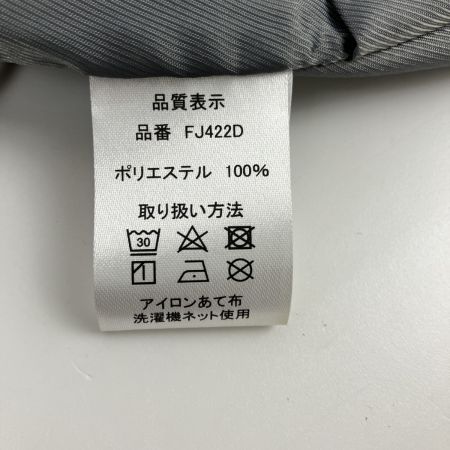 品質表示
品番 FJ422D
ポリエステル 100%
取り扱い方法
30
アイロンあて布
洗濯機ネット使用